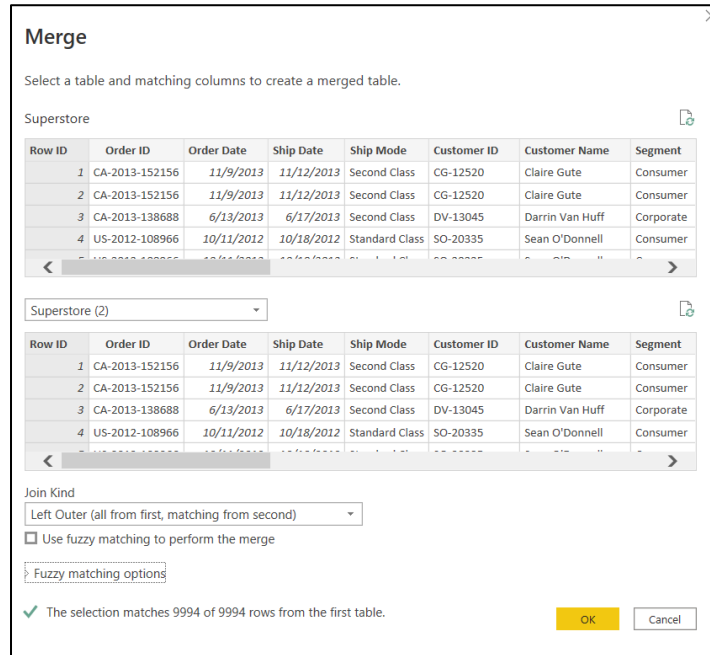 Merge
Select a table and matching columns to create a merged table.
Superstore
Row ID Order ID Order Date Ship Date Ship Mode Customer ID Customer Name Segment
1 CA-2013-152156 11/9/2013 11/12/2013 Second Class CG-12520 Claire Gute Consumer
2 CA-2013-152156 11/9/2013 11/12/2013 Second Class CG-12520 Claire Gute Consumer
3 CA-2013-138688 6/13/2013 6/17/2013 Second Class DV-13045 Darrin Van Huff Corporate
4 US-2012-108966 10/11/2012 10/18/2012 Standard Class SO-20335 Sean O'Donnell Consumer
Superstore (2)
Row ID Order ID Order Date Ship Date Ship Mode Customer ID Customer Name Segment
1 CA-2013-152156 11/9/2013 11/12/2013 Second Class CG-12520 Claire Gute Consumer
2 CA-2013-152156 11/9/2013 11/12/2013 Second Class CG-12520 Claire Gute Consumer
3 CA-2013-138688 6/13/2013 6/17/2013 Second Class DV-13045 Darrin Van Huff Corporate
4 US-2012-108966 10/11/2012 10/18/2012 Standard Class SO-20335 Sean O'Donnell Consumer
Join Kind
Left Outer (all from first, matching from second)
Use fuzzy matching to perform the merge
Fuzzy matching options
The selection matches 9994 of 9994 rows from the first table.
OK Cancel